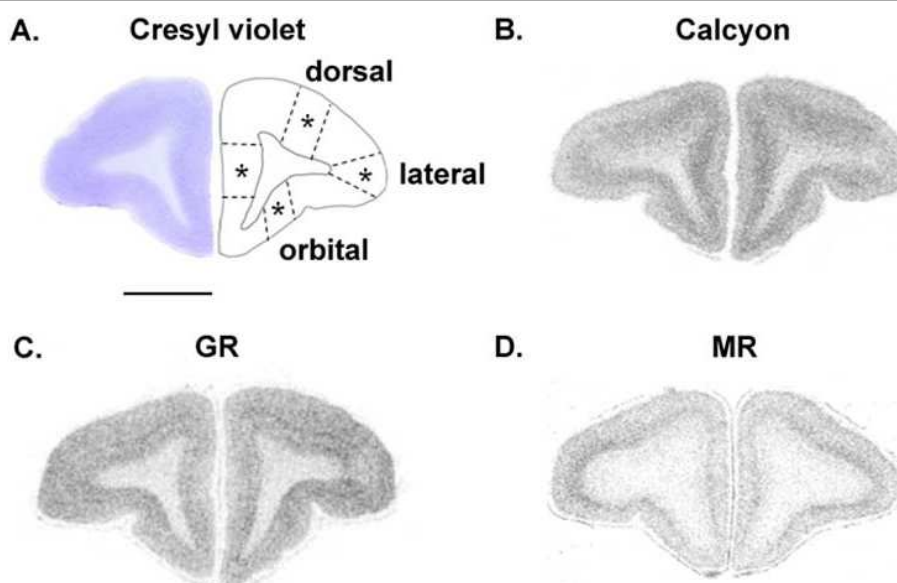 A. Cresyl violet
dorsal
*
*
*
lateral
*
orbital
B. Calcyon
C. GR
D. MR